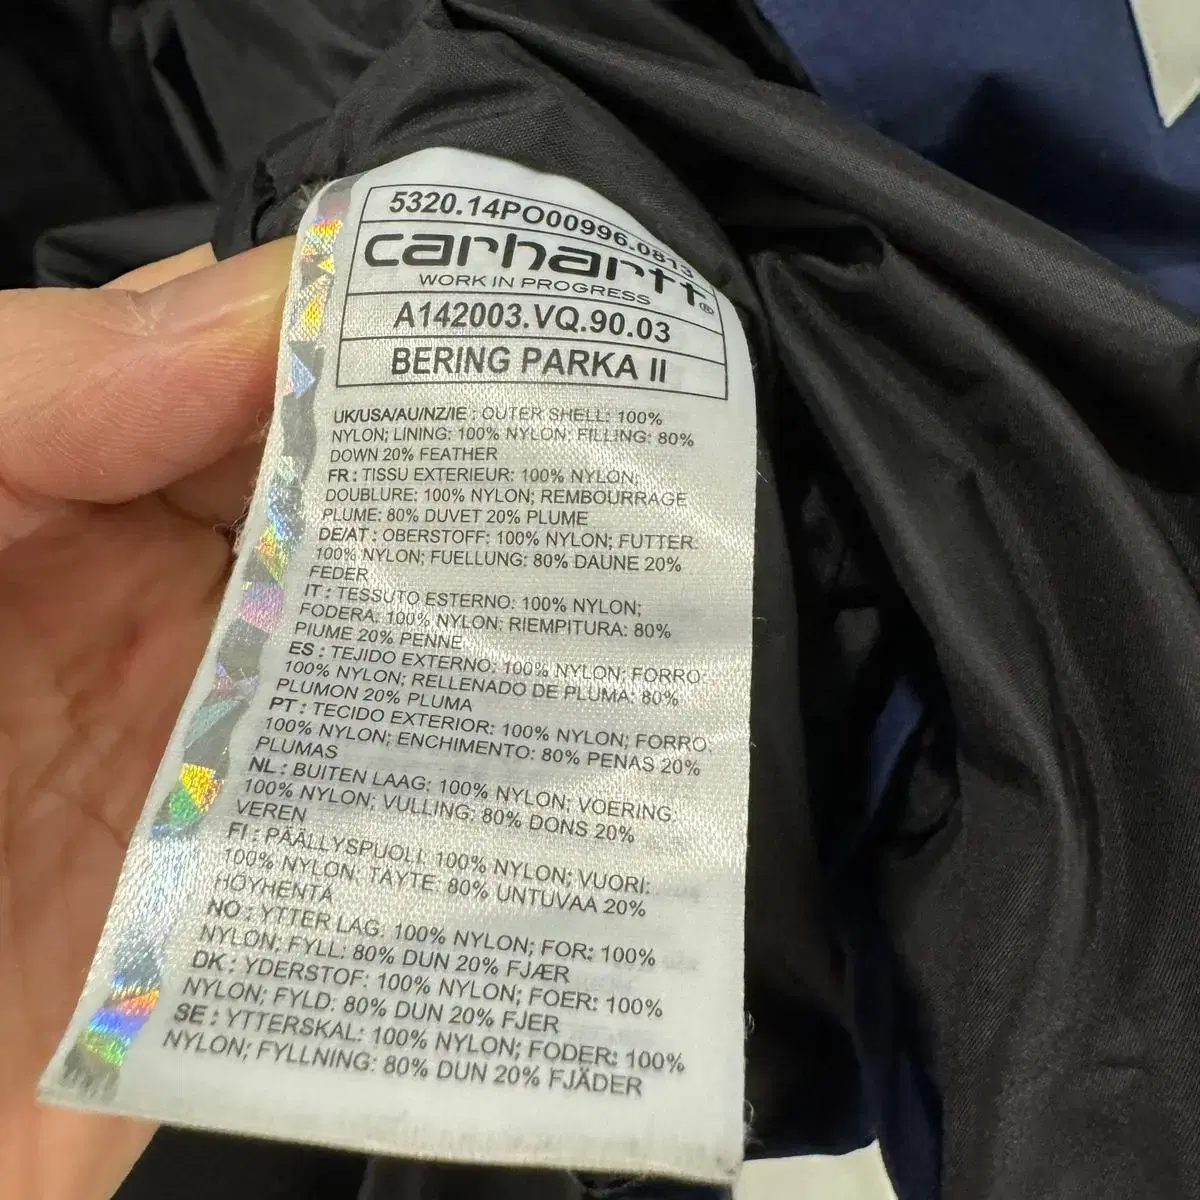 5320.14PO00996.0813
carhartt®
WORK IN PROGRESS
A142003.VQ.90.03
BERING PARKA II
UK/USA/AU/NZ/IE : OUTER SHELL: 100%
NYLON; LINING: 100% NYLON; FILLING: 80%
DOWN 20% FEATHER
FR : TISSU EXTERIEUR: 100% NYLON;
DOUBLURE: 100% NYLON; REMBOURRAGE
PLUME: 80% DUVET 20% PLUME
DE/AT : OBERSTOFF: 100% NYLON; FUTTER:
100% NYLON; FUELLUNG: 80% DAUNE 20%
FEDER
IT : TESSUTO ESTERNO: 100% NYLON;
FODERA: 100% NYLON; RIEMPITURA: 80%
PIUME 20% PENNE
ES : TEJIDO EXTERNO: 100% NYLON; FORRO:
100% NYLON; RELLENADO DE PLUMA: 80%
PLUMON 20% PLUMA
PT : TECIDO EXTERIOR: 100% NYLON; FORRO:
100% NYLON; ENCHIMENTO: 80% PENAS 20%
PLUMAS
NL : BUITEN LAAG: 100% NYLON; VOERING:
100% NYLON; VULLING: 80% DONS 20%
VEREN
FI : PÄÄLLYSPUOLI: 100% NYLON; VUORI:
100% NYLON. TÄYTE: 80% UNTUVAA 20%
HÖYHENTÄ
NO : YTTER LAG: 100% NYLON; FOR: 100%
NYLON; FYLL: 80% DUN 20% FJÆR
DK : YDERSTOF: 100% NYLON; FOER: 100%
NYLON; FYLD: 80% DUN 20% FJER
SE : YTTERSKAL: 100% NYLON; FODER: 100%
NYLON; FYLLNING: 80% DUN 20% FJÄDER